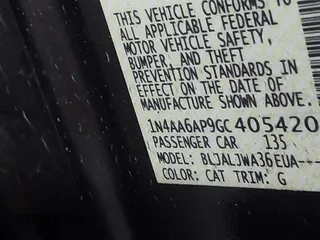 THIS VEHICLE CONFORMS TO
ALL APPLICABLE FEDERAL
MOTOR VEHICLE SAFETY,
BUMPER, AND THEFT
PREVENTION STANDARDS IN
EFFECT ON THE DATE OF
MANUFACTURE SHOWN ABOVE.
1N4AA6AP9GC405420
PASSENGER CAR 135
MODEL: BLJALJWA36EUA---
COLOR: CAT TRIM: G